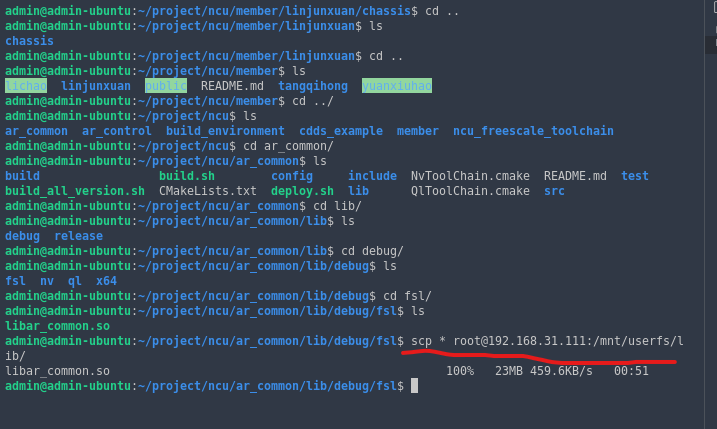 admin@admin-ubuntu:~/project/ncu/member/linjunxuan/chassis$ cd ..
admin@admin-ubuntu:~/project/ncu/member/linjunxuan$ ls
chassis
admin@admin-ubuntu:~/project/ncu/member/linjunxuan$ cd ..
admin@admin-ubuntu:~/project/ncu/member$ ls
lichao  linjunxuan  public  README.md  tangqihong  yuanxiuhao
admin@admin-ubuntu:~/project/ncu/member$ cd ../
admin@admin-ubuntu:~/project/ncu$ ls
ar_common  ar_control  build_environment  cdds_example  member  ncu_freescale_toolchain
admin@admin-ubuntu:~/project/ncu$ cd ar_common/
admin@admin-ubuntu:~/project/ncu/ar_common$ ls
build                 build.sh        config     include  NvToolChain.cmake  README.md  test
build_all_version.sh  CMakeLists.txt  deploy.sh  lib      QlToolChain.cmake  src
admin@admin-ubuntu:~/project/ncu/ar_common$ cd lib/
admin@admin-ubuntu:~/project/ncu/ar_common/lib$ ls
debug  release
admin@admin-ubuntu:~/project/ncu/ar_common/lib$ cd debug/
admin@admin-ubuntu:~/project/ncu/ar_common/lib/debug$ ls
fsl  nv  ql  x64
admin@admin-ubuntu:~/project/ncu/ar_common/lib/debug$ cd fsl/
admin@admin-ubuntu:~/project/ncu/ar_common/lib/debug/fsl$ ls
libar_common.so
admin@admin-ubuntu:~/project/ncu/ar_common/lib/debug/fsl$ scp * root@192.168.31.111:/mnt/userfs/l
ib/
libar_common.so                                                100%   23MB 459.6KB/s   00:51
admin@admin-ubuntu:~/project/ncu/ar_common/lib/debug/fsl$